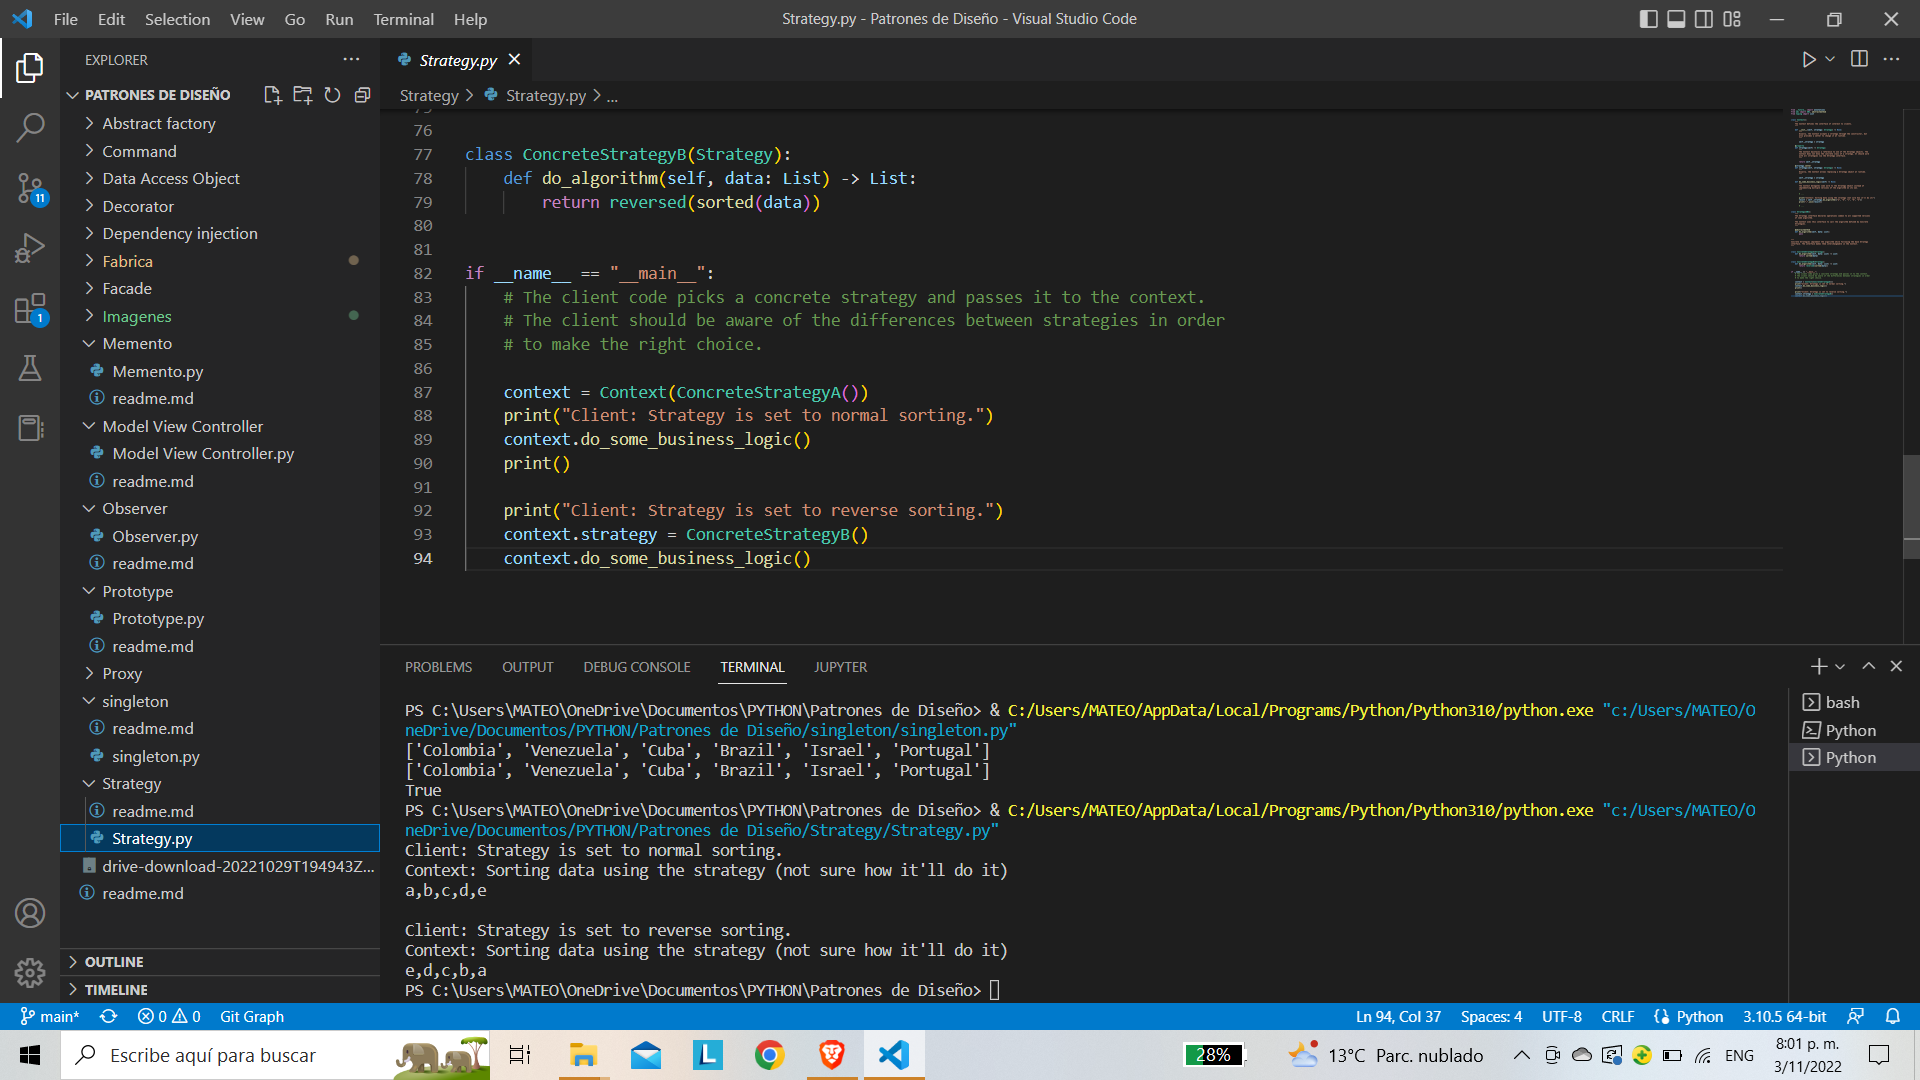 File Edit Selection View Go Run Terminal Help
Strategy.py - Patrones de Diseño - Visual Studio Code
EXPLORER
PATRONES DE DISEÑO
Abstract factory
Command
Data Access Object
Decorator
Dependency injection
Fabrica
Facade
Imagenes
Memento
Memento.py
readme.md
Model View Controller
Model View Controller.py
readme.md
Observer
Observer.py
readme.md
Prototype
Prototype.py
readme.md
Proxy
singleton
readme.md
singleton.py
Strategy
readme.md
Strategy.py
drive-download-20221029T194943Z...
readme.md
OUTLINE
TIMELINE
11
1
Strategy.py
Strategy > Strategy.py > ...
76
77 class ConcreteStrategyB(Strategy):
78 def do_algorithm(self, data: List) -> List:
79 return reversed(sorted(data))
80
81
82 if __name__ == "__main__":
83 # The client code picks a concrete strategy and passes it to the context.
84 # The client should be aware of the differences between strategies in order
85 # to make the right choice.
86
87 context = Context(ConcreteStrategyA())
88 print("Client: Strategy is set to normal sorting.")
89 context.do_some_business_logic()
90 print()
91
92 print("Client: Strategy is set to reverse sorting.")
93 context.strategy = ConcreteStrategyB()
94 context.do_some_business_logic()
PROBLEMS OUTPUT DEBUG CONSOLE TERMINAL JUPYTER
PS C:\Users\MATEO\OneDrive\Documentos\PYTHON\Patrones de Diseño> & C:/Users/MATEO/AppData/Local/Programs/Python/Python310/python.exe "c:/Users/MATEO/O
neDrive/Documentos/PYTHON/Patrones de Diseño/singleton/singleton.py"
['Colombia', 'Venezuela', 'Cuba', 'Brazil', 'Israel', 'Portugal']
['Colombia', 'Venezuela', 'Cuba', 'Brazil', 'Israel', 'Portugal']
True
PS C:\Users\MATEO\OneDrive\Documentos\PYTHON\Patrones de Diseño> & C:/Users/MATEO/AppData/Local/Programs/Python/Python310/python.exe "c:/Users/MATEO/O
neDrive/Documentos/PYTHON/Patrones de Diseño/Strategy/Strategy.py"
Client: Strategy is set to normal sorting.
Context: Sorting data using the strategy (not sure how it'll do it)
a,b,c,d,e
Client: Strategy is set to reverse sorting.
Context: Sorting data using the strategy (not sure how it'll do it)
e,d,c,b,a
PS C:\Users\MATEO\OneDrive\Documentos\PYTHON\Patrones de Diseño>
bash
Python
Python
main* 0 0 Git Graph
Ln 94, Col 37 Spaces: 4 UTF-8 CRLF Python 3.10.5 64-bit
Escribe aquí para buscar
L
28%
13°C Parc. nublado
ENG
8:01 p. m.
3/11/2022